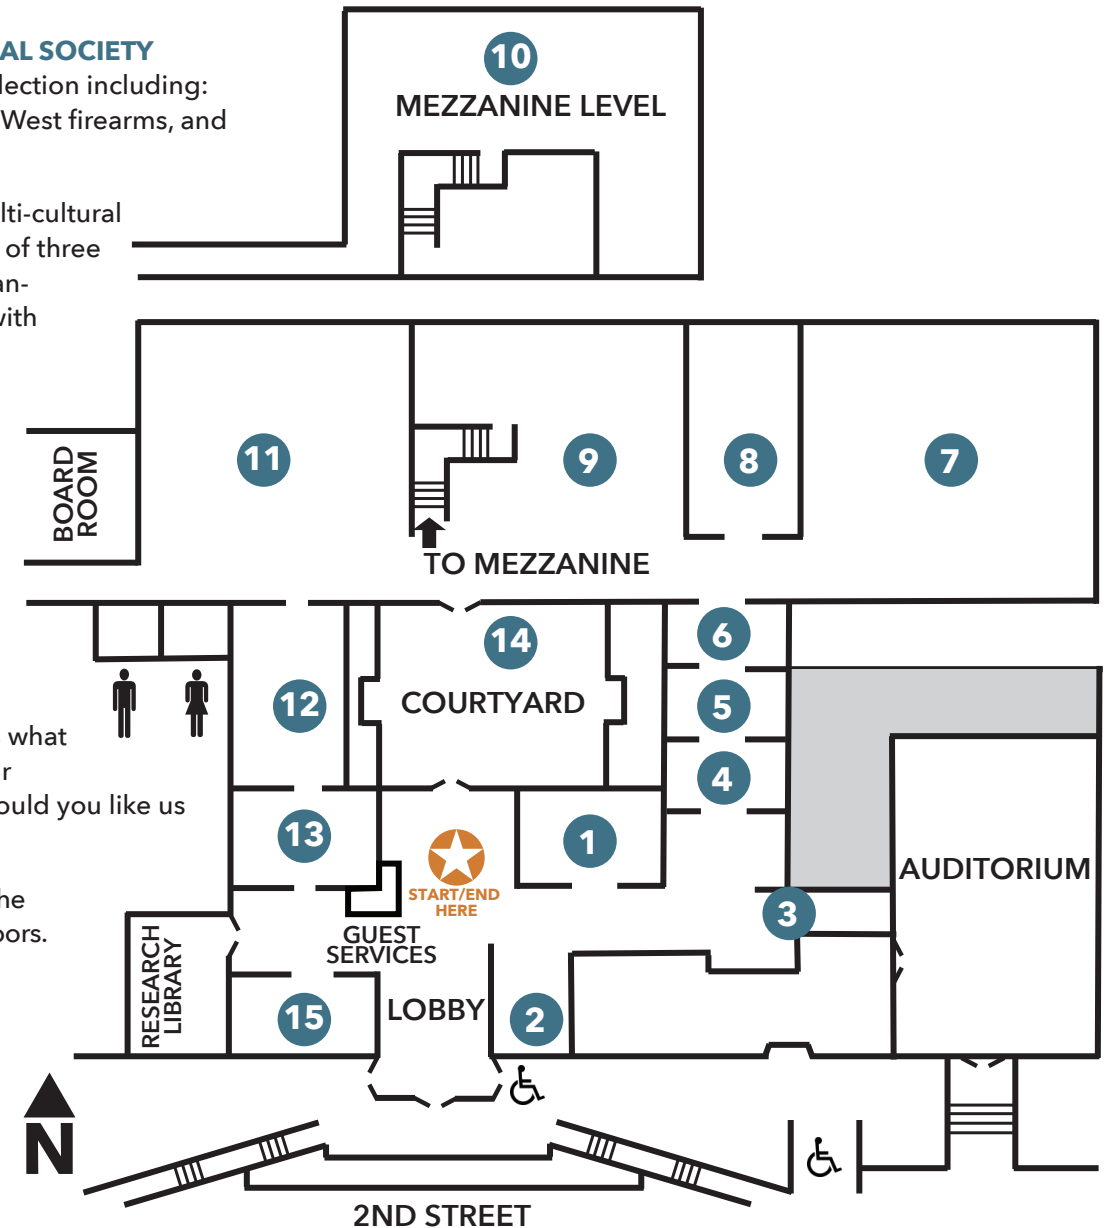 AL SOCIETY
lection including:
West firearms, and
lti-cultural
of three
an-
with
what
r
ould you like us
he
oors.
10
MEZZANINE LEVEL
BOARD
ROOM
11
9
8
7
TO MEZZANINE
14
COURTYARD
6
5
4
12
13
1
START/END
HERE
GUEST
SERVICES
3
AUDITORIUM
RESEARCH
LIBRARY
15
LOBBY
2
N
2ND STREET